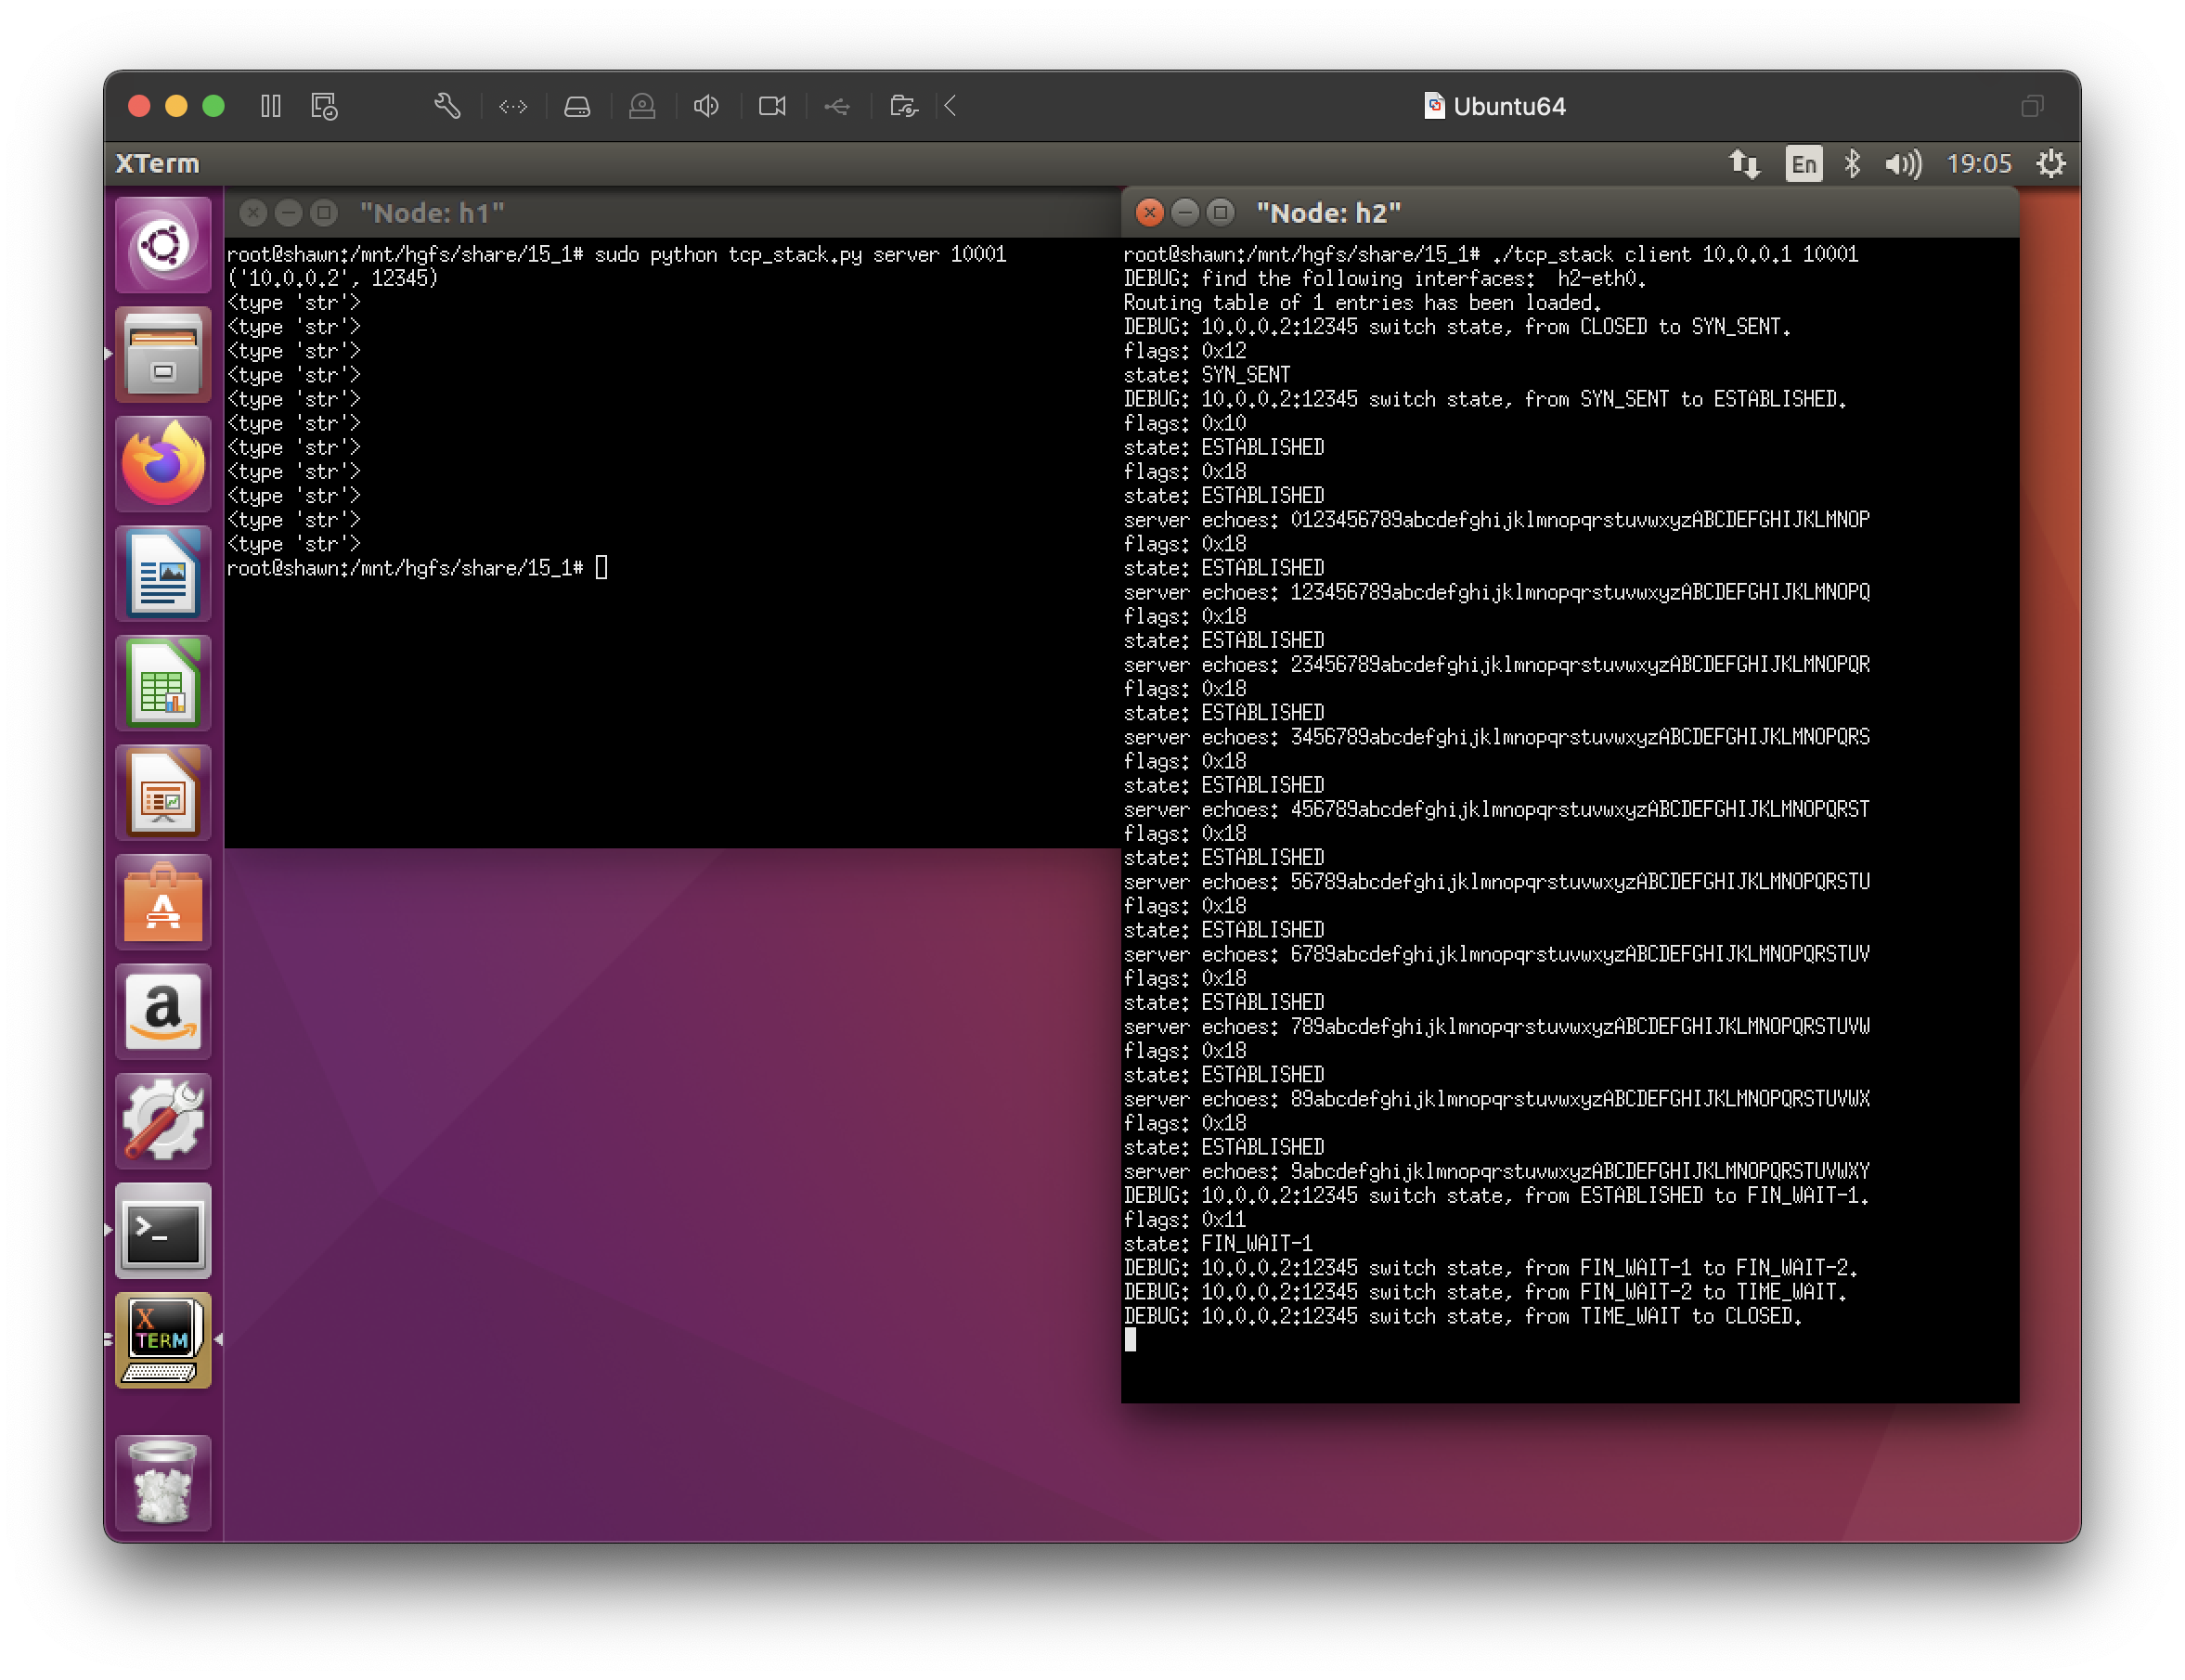 Ubuntu64
XTerm
En
19:05
"Node: h1"
root@shawn:/mnt/hgfs/share/15_1# sudo python tcp_stack.py server 10001
('10.0.0.2', 12345)
<type 'str'>
<type 'str'>
<type 'str'>
<type 'str'>
<type 'str'>
<type 'str'>
<type 'str'>
<type 'str'>
<type 'str'>
<type 'str'>
<type 'str'>
root@shawn:/mnt/hgfs/share/15_1#
"Node: h2"
root@shawn:/mnt/hgfs/share/15_1# ./tcp_stack client 10.0.0.1 10001
DEBUG: find the following interfaces:  h2-eth0.
Routing table of 1 entries has been loaded.
DEBUG: 10.0.0.2:12345 switch state, from CLOSED to SYN_SENT.
flags: 0x12
state: SYN_SENT
DEBUG: 10.0.0.2:12345 switch state, from SYN_SENT to ESTABLISHED.
flags: 0x10
state: ESTABLISHED
flags: 0x18
state: ESTABLISHED
server echoes: 0123456789abcdefghijklmnopqrstuvwxyzABCDEFGHIJKLMNOP
flags: 0x18
state: ESTABLISHED
server echoes: 123456789abcdefghijklmnopqrstuvwxyzABCDEFGHIJKLMNOPQ
flags: 0x18
state: ESTABLISHED
server echoes: 23456789abcdefghijklmnopqrstuvwxyzABCDEFGHIJKLMNOPQR
flags: 0x18
state: ESTABLISHED
server echoes: 3456789abcdefghijklmnopqrstuvwxyzABCDEFGHIJKLMNOPQRS
flags: 0x18
state: ESTABLISHED
server echoes: 456789abcdefghijklmnopqrstuvwxyzABCDEFGHIJKLMNOPQRST
flags: 0x18
state: ESTABLISHED
server echoes: 56789abcdefghijklmnopqrstuvwxyzABCDEFGHIJKLMNOPQRSTU
flags: 0x18
state: ESTABLISHED
server echoes: 6789abcdefghijklmnopqrstuvwxyzABCDEFGHIJKLMNOPQRSTUV
flags: 0x18
state: ESTABLISHED
server echoes: 789abcdefghijklmnopqrstuvwxyzABCDEFGHIJKLMNOPQRSTUVW
flags: 0x18
state: ESTABLISHED
server echoes: 89abcdefghijklmnopqrstuvwxyzABCDEFGHIJKLMNOPQRSTUVWX
flags: 0x18
state: ESTABLISHED
server echoes: 9abcdefghijklmnopqrstuvwxyzABCDEFGHIJKLMNOPQRSTUVWXY
DEBUG: 10.0.0.2:12345 switch state, from ESTABLISHED to FIN_WAIT-1.
flags: 0x11
state: FIN_WAIT-1
DEBUG: 10.0.0.2:12345 switch state, from FIN_WAIT-1 to FIN_WAIT-2.
DEBUG: 10.0.0.2:12345 switch state, from FIN_WAIT-2 to TIME_WAIT.
DEBUG: 10.0.0.2:12345 switch state, from TIME_WAIT to CLOSED.
a
X
TERM